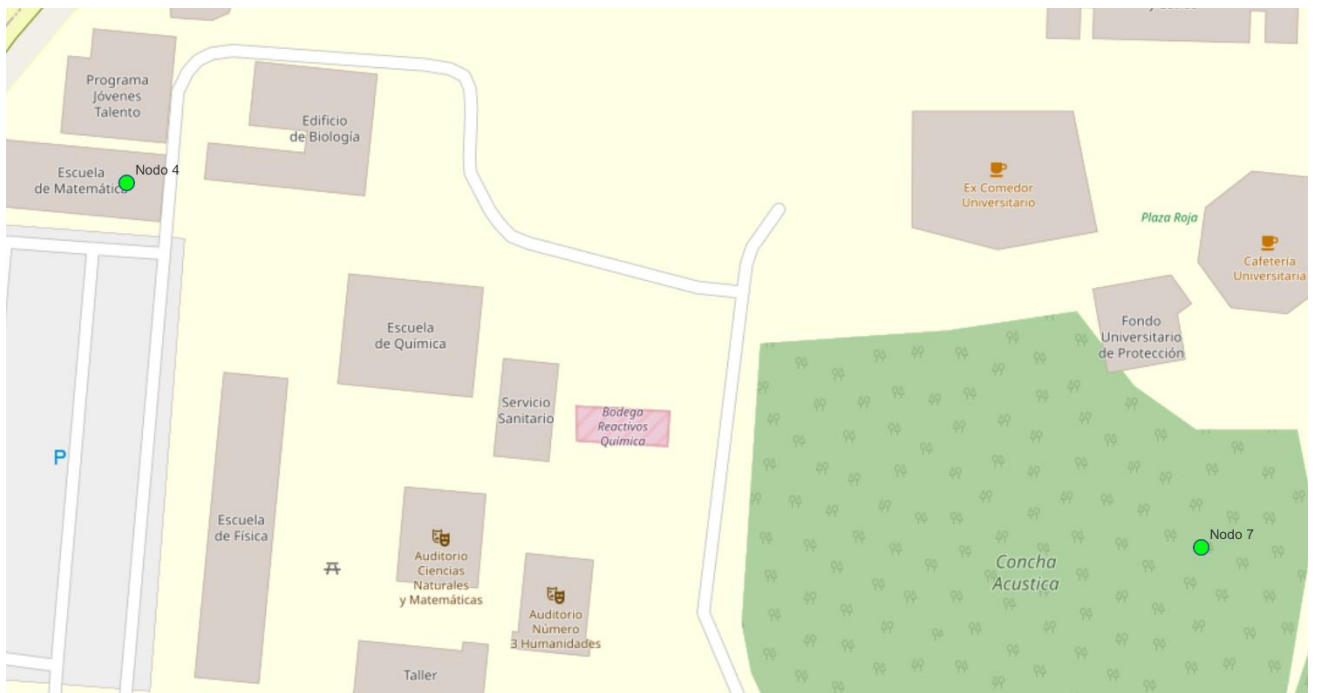 Programa
Jóvenes
Talento
Edificio
de Biología
Nodo 4
Escuela
de Matemática
Ex Comedor
Universitario
Plaza Roja
Cafetería
Universitaria
Escuela
de Química
Fondo
Universitario
de Protección
Servicio
Sanitario
Bodega
Reactivos
Química
P
Escuela
de Física
Nodo 7
Auditorio
Ciencias
Naturales
y Matemáticas
Concha
Acustica
Auditorio
Número
3 Humanidades
Taller